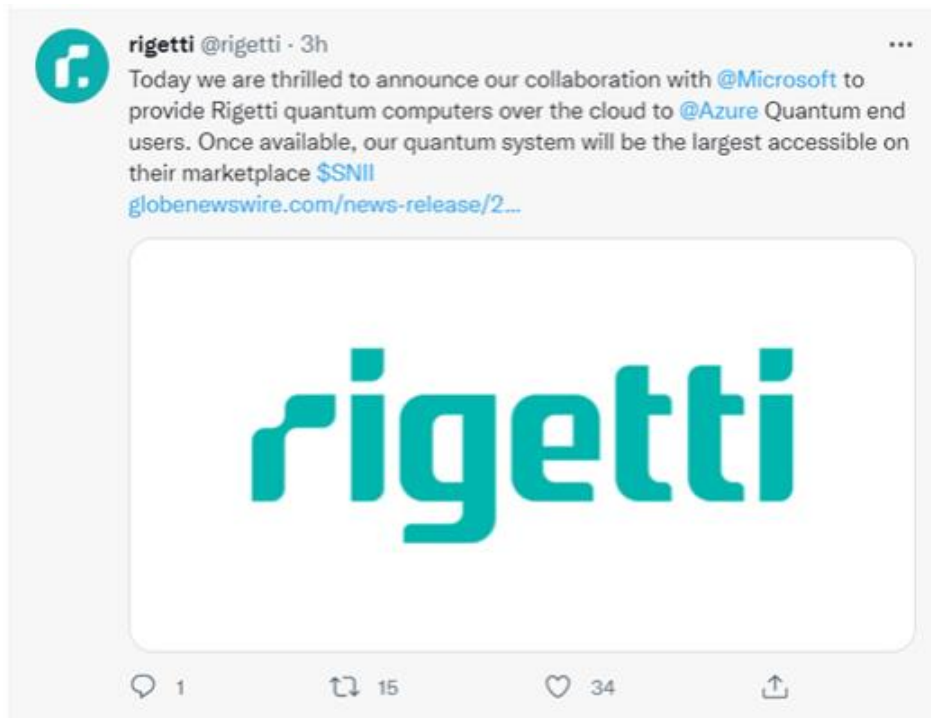 rigetti @rigetti · 3h
Today we are thrilled to announce our collaboration with @Microsoft to
provide Rigetti quantum computers over the cloud to @Azure Quantum end
users. Once available, our quantum system will be the largest accessible on
their marketplace $SNII
globenewswire.com/news-release/2...
rigetti
1 15 34